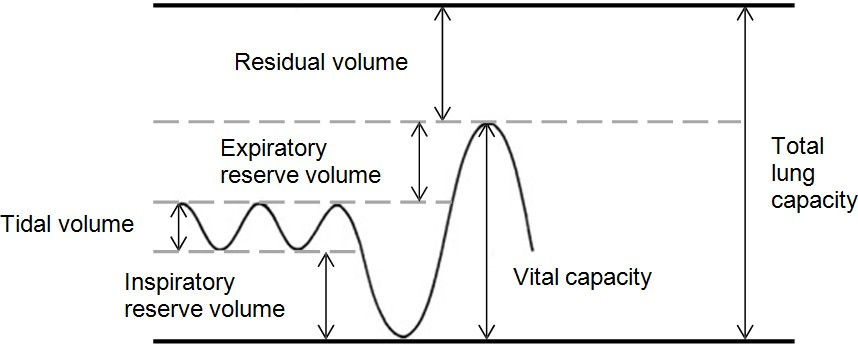 Residual volume
Expiratory
reserve volume
Total
lung
capacity
Tidal volume
Inspiratory
reserve volume
Vital capacity